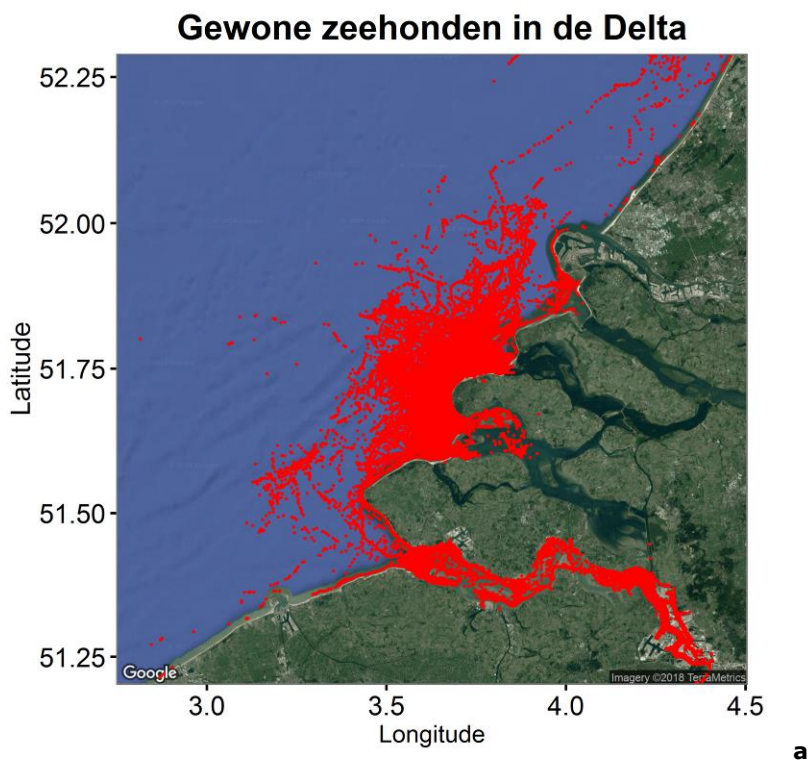 Gewone zeehonden in de Delta
52.25
52.00
51.75
51.50
51.25
Latitude
Google
Imagery ©2018 TerraMetrics
3.0 3.5 4.0 4.5
Longitude
a